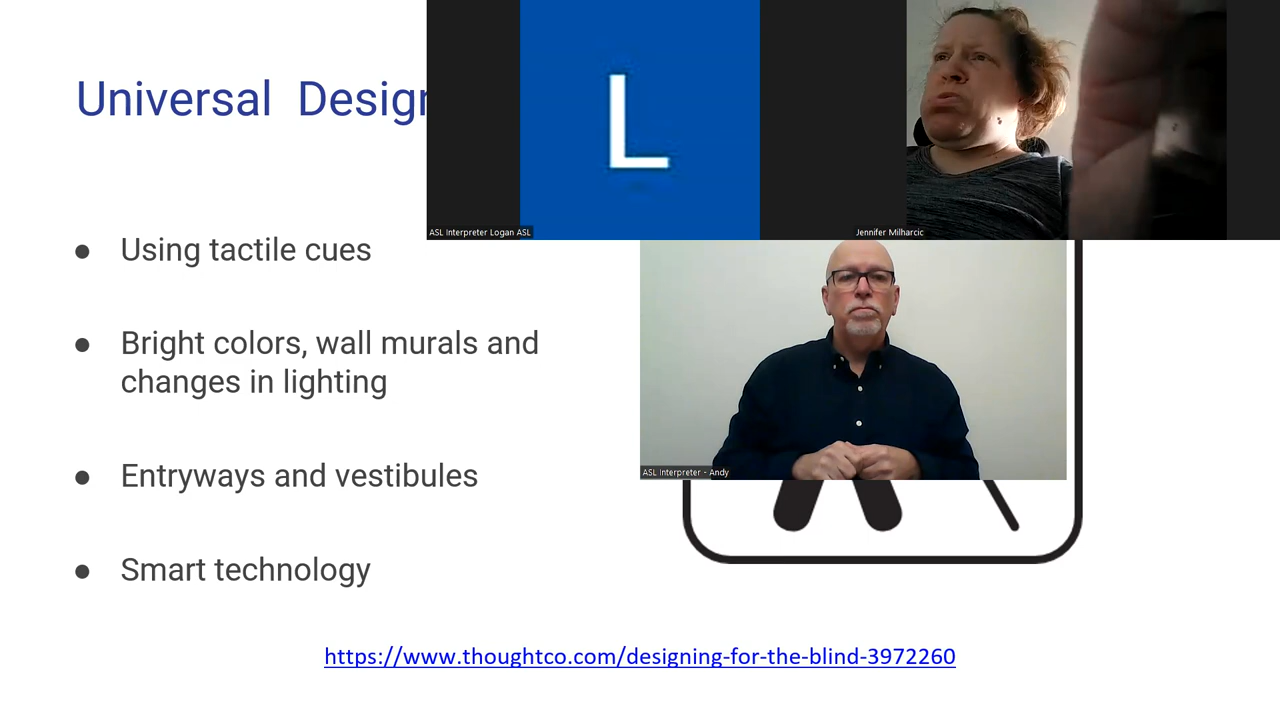 Universal Design
L
ASL Interpreter Logan ASL
Jennifer Milharcic
● Using tactile cues
● Bright colors, wall murals and
changes in lighting
ASL Interpreter - Andy
● Entryways and vestibules
● Smart technology
https://www.thoughtco.com/designing-for-the-blind-3972260